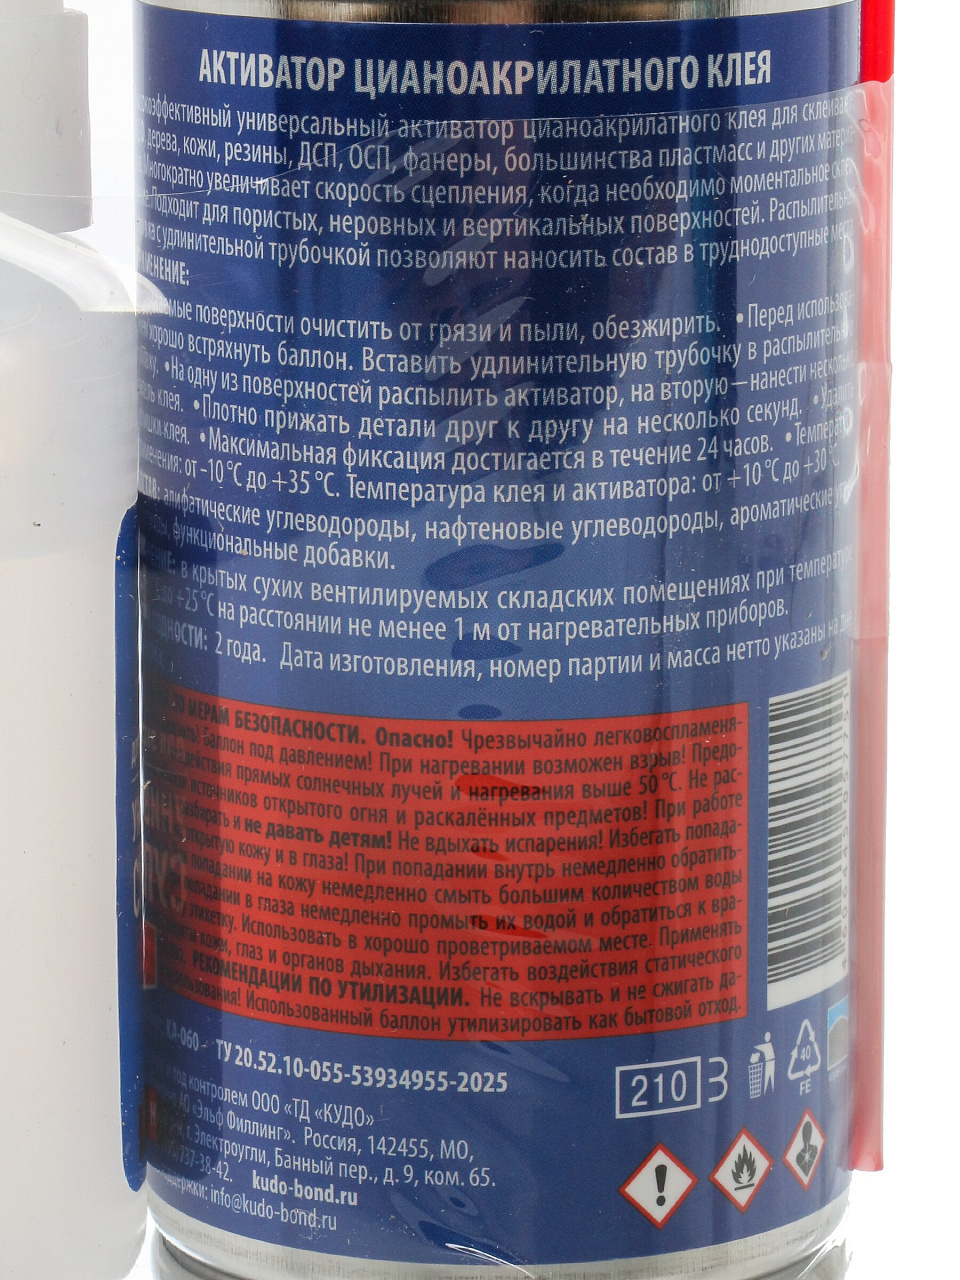 АКТИВАТОР ЦИАНОАКРИЛАТНОГО КЛЕЯ
универсальный активатор цианоакрилатного клея для
дерева, кожи, резины, ДСП, ОСП, фанеры, большинства пластмасс и других
Многократно увеличивает скорость сцепления, когда необходимо моментальное
Подходит для пористых, неровных и вертикальных поверхностей.
с удлинительной трубочкой позволяют наносить состав в труднодоступные
поверхности очистить от грязи и пыли, обезжирить. • Перед
хорошо встряхнуть баллон. Вставить удлинительную трубочку в
• На одну из поверхностей распылить активатор, на вторую — нанести
клея. • Плотно прижать детали друг к другу на несколько секунд. •
клея. • Максимальная фиксация достигается в течение 24 часов. •
от -10 °C до +35 °C. Температура клея и активатора: от +10 °C до +30 °C.
алифатические углеводороды, нафтеновые углеводороды, ароматические
функциональные добавки.
в крытых сухих вентилируемых складских помещениях при
+25 °C на расстоянии не менее 1 м от нагревательных приборов.
2 года. Дата изготовления, номер партии и масса нетто указаны на
МЕРАМ БЕЗОПАСНОСТИ. Опасно! Чрезвычайно легковоспламеня-
баллон под давлением! При нагревании возможен взрыв! Предо-
прямых солнечных лучей и нагревания выше 50 °C. Не рас-
источников открытого огня и раскалённых предметов! При работе
и не давать детям! Не вдыхать испарения! Избегать попада-
открытую кожу и в глаза! При попадании внутрь немедленно обратить-
попадании на кожу немедленно смыть большим количеством воды
попадании в глаза немедленно промыть их водой и обратиться к вра-
этикетку. Использовать в хорошо проветриваемом месте. Применять
кожи, глаз и органов дыхания. Избегать воздействия статического
РЕКОМЕНДАЦИИ ПО УТИЛИЗАЦИИ. Не вскрывать и не сжигать да-
Использованный баллон утилизировать как бытовой отход.
ТУ 20.52.10-055-53934955-2025
под контролем ООО «ТД «КУДО»
АО «Эльф Филлинг». Россия, 142455, МО,
г. Электроугли, Банный пер., д. 9, ком. 65.
737-38-42. kudo-bond.ru
info@kudo-bond.ru
210 3
40
FE